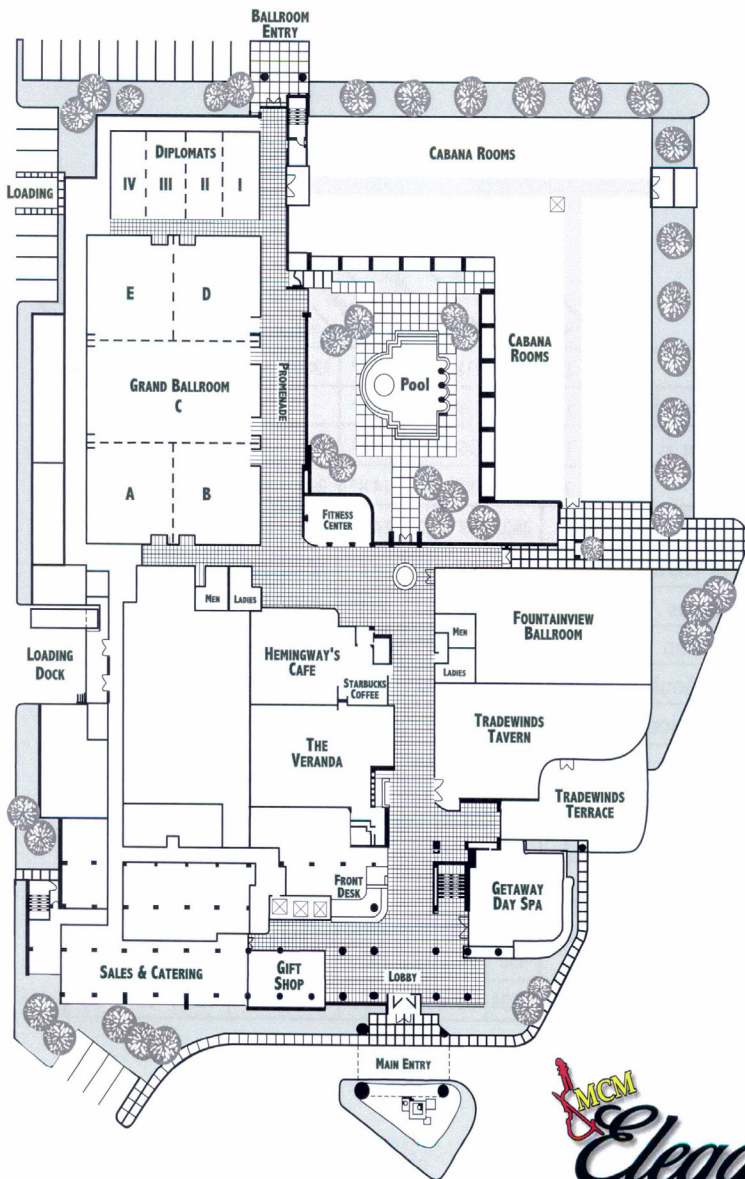 BALLROOM
ENTRY
DIPLOMATS
IV III II I
CABANA ROOMS
LOADING
E D
GRAND BALLROOM
C
A B
PROMENADE
POOL
CABANA
ROOMS
FITNESS
CENTER
MEN
LADIES
LOADING
DOCK
HEMINGWAY'S
CAFE
STARBUCKS
COFFEE
MEN
LADIES
FOUNTAINVIEW
BALLROOM
THE
VERANDA
TRADEWINDS
TAVERN
TRADEWINDS
TERRACE
FRONT
DESK
GETAWAY
DAY SPA
SALES & CATERING
GIFT
SHOP
LOBBY
MAIN ENTRY
MCM